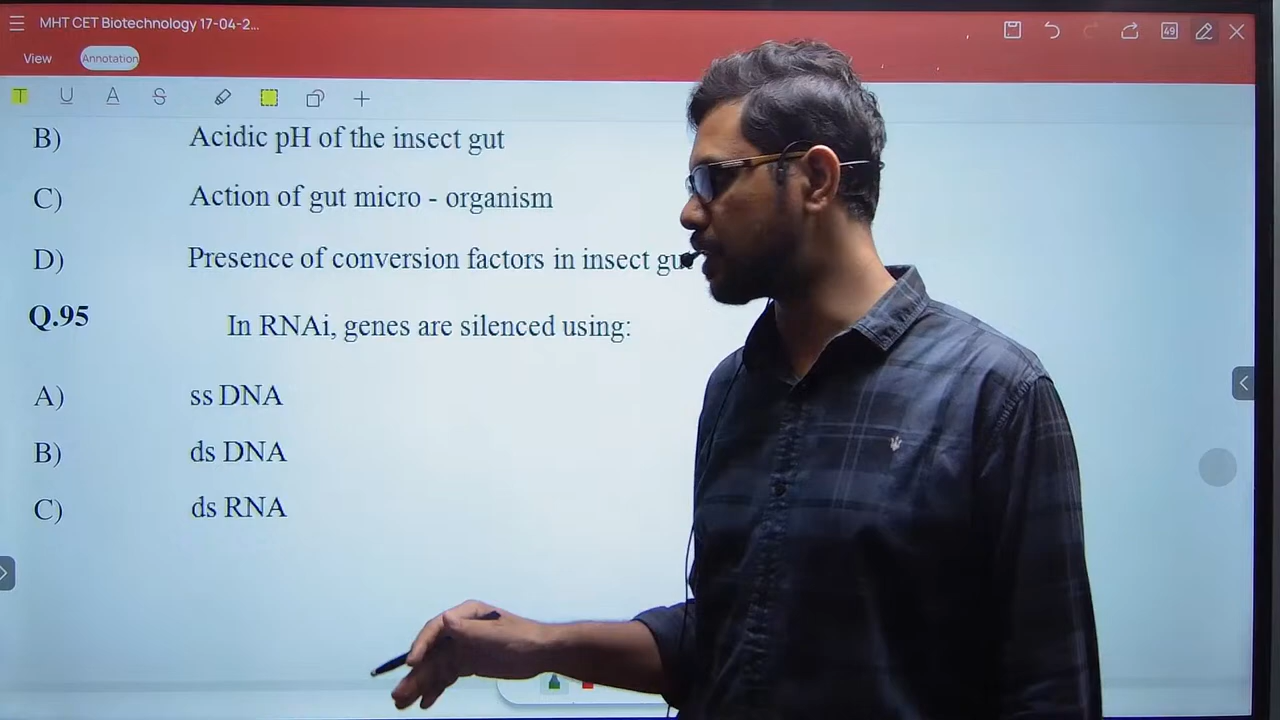 MHT CET Biotechnology 17-04-2...
49
View
Annotation
T U A S
B) Acidic pH of the insect gut
C) Action of gut micro - organism
D) Presence of conversion factors in insect gut
Q.95 In RNAi, genes are silenced using:
A) ss DNA
B) ds DNA
C) ds RNA